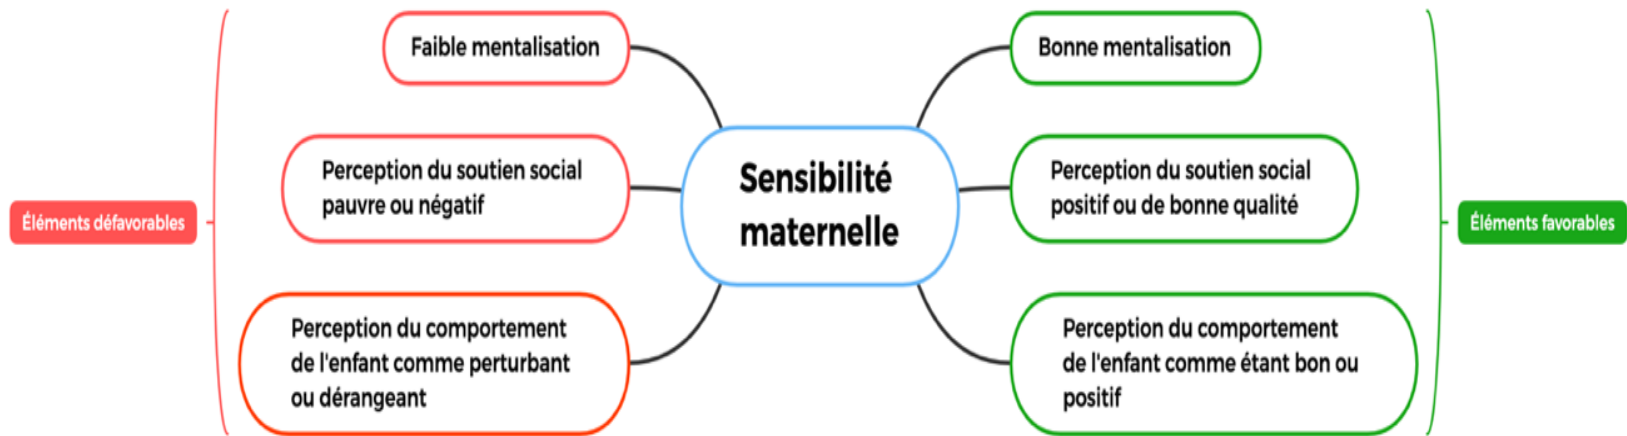 Éléments défavorables
Faible mentalisation
Perception du soutien social
pauvre ou négatif
Perception du comportement
de l'enfant comme perturbant
ou dérangeant
Sensibilité
maternelle
Bonne mentalisation
Perception du soutien social
positif ou de bonne qualité
Perception du comportement
de l'enfant comme étant bon ou
positif
Éléments favorables